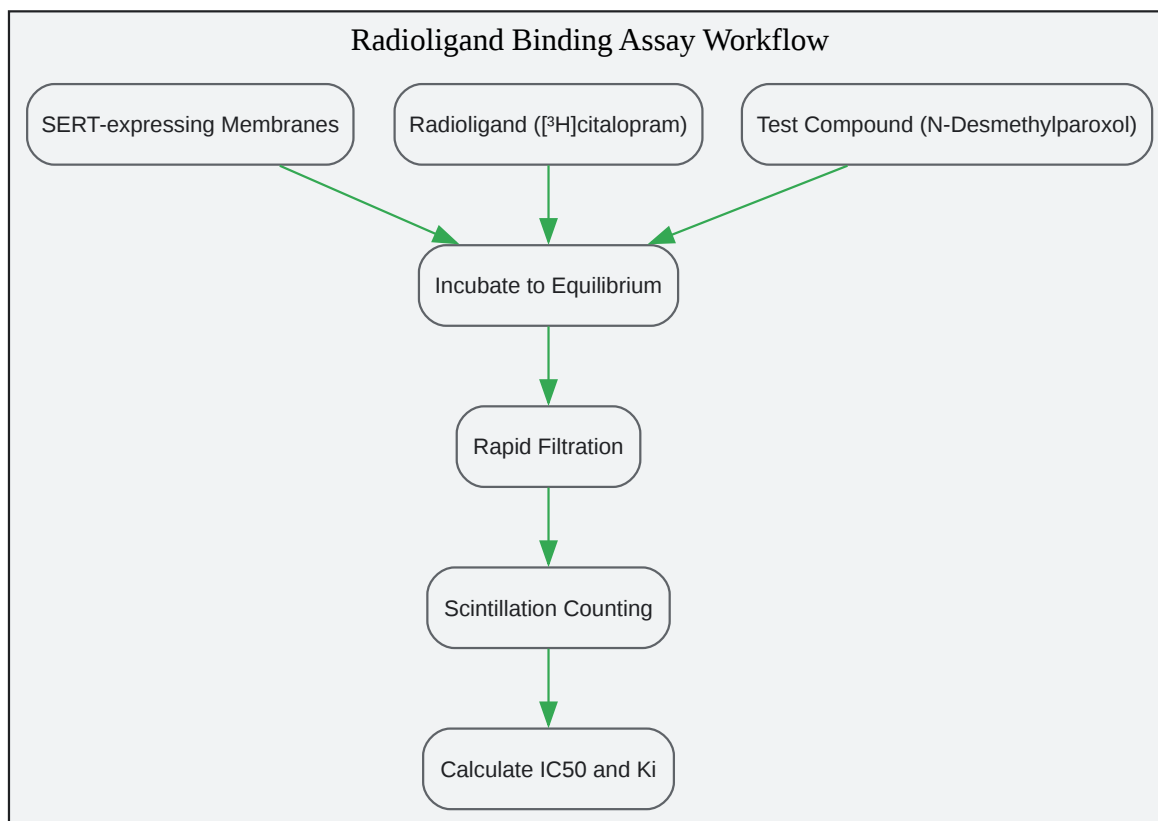 Radioligand Binding Assay Workflow
SERT-expressing Membranes
Radioligand ([³H]citalopram)
Test Compound (N-Desmethylparoxol)
Incubate to Equilibrium
Rapid Filtration
Scintillation Counting
Calculate IC50 and Ki